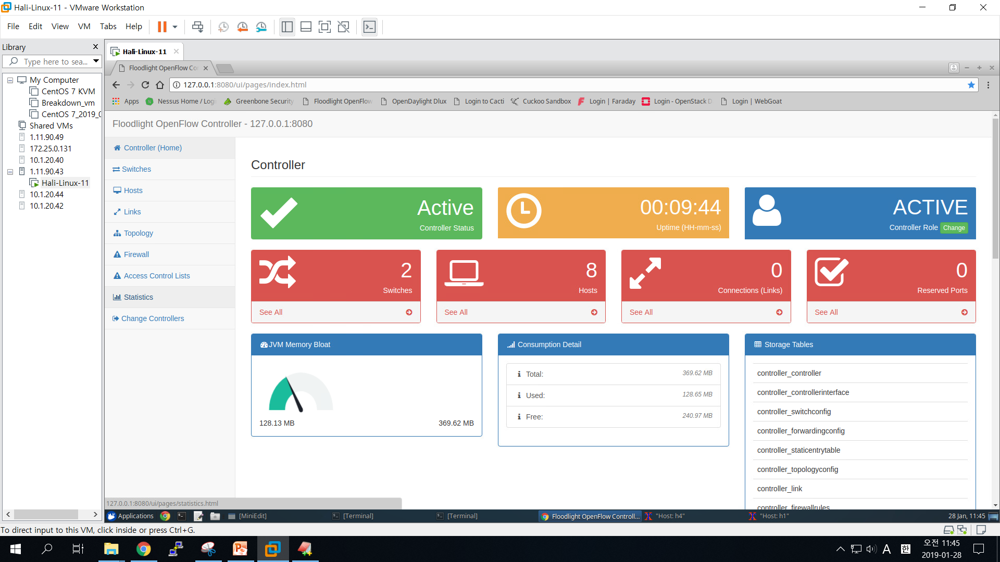 Hali-Linux-11 - VMware Workstation
File Edit View VM Tabs Help
Library
Type here to sea...
My Computer
CentOS 7 KVM
Breakdown_vm
CentOS 7_2019_0
Shared VMs
1.11.90.49
172.25.0.131
10.1.20.40
1.11.90.43
Hali-Linux-11
10.1.20.44
10.1.20.42
Hali-Linux-11
Floodlight OpenFlow Con
127.0.0.1:8080/ui/pages/index.html
Apps Nessus Home / Logi Greenbone Security Floodlight OpenFlow OpenDaylight Dlux Login to Cacti Cuckoo Sandbox Login | Faraday Login - OpenStack D Login | WebGoat
Floodlight OpenFlow Controller - 127.0.0.1:8080
Controller (Home)
Switches
Hosts
Links
Topology
Firewall
Access Control Lists
Statistics
Change Controllers
Controller
Active
Controller Status
00:09:44
Uptime (HH-mm-ss)
ACTIVE
Controller Role Change
2
Switches
See All
8
Hosts
See All
0
Connections (Links)
See All
0
Reserved Ports
See All
JVM Memory Bloat
128.13 MB 369.62 MB
Consumption Detail
Total: 369.62 MB
Used: 128.65 MB
Free: 240.97 MB
Storage Tables
controller_controller
controller_controllerinterface
controller_switchconfig
controller_forwardingconfig
controller_staticentrytable
controller_topologyconfig
controller_link
controller_firewallrules
127.0.0.1:8080/ui/pages/statistics.html
Applications [MiniEdit] [Terminal] [Terminal] Floodlight OpenFlow Controll... "Host: h4" "Host: h1" 28 Jan, 11:45
To direct input to this VM, click inside or press Ctrl+G.
A 한 오전 11:45
2019-01-28